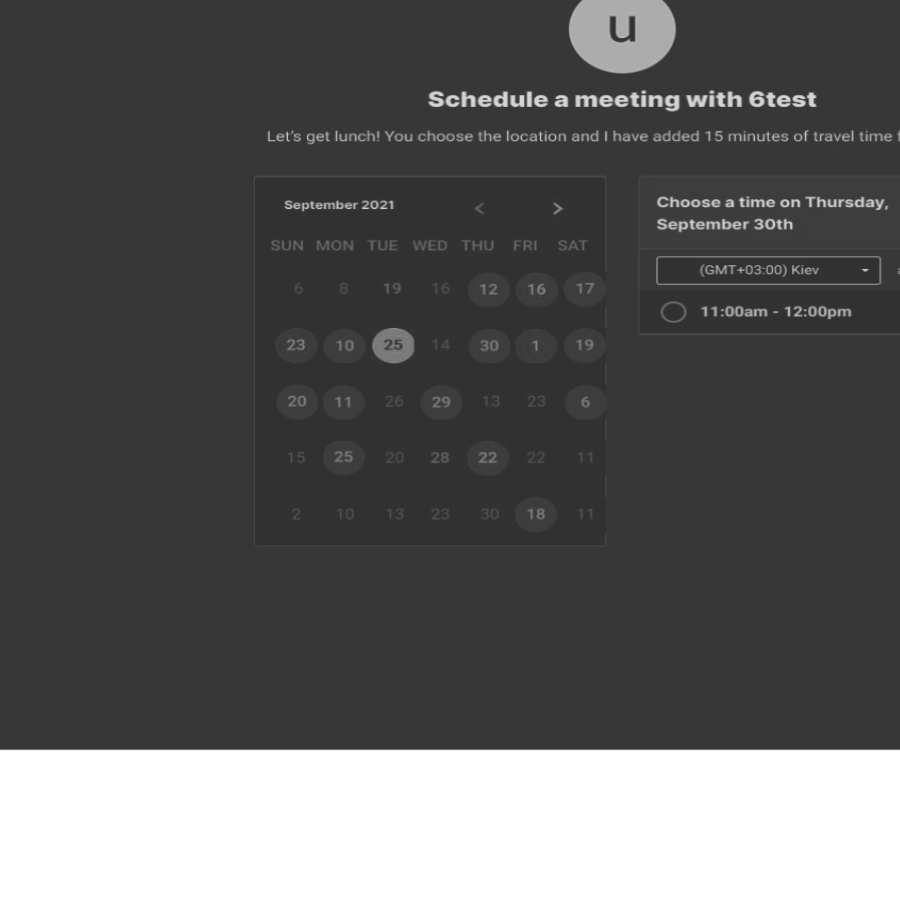 u
Schedule a meeting with 6test
Let's get lunch! You choose the location and I have added 15 minutes of travel time
September 2021 < >
SUN MON TUE WED THU FRI SAT
6 8 19 16 12 16 17
23 10 25 14 30 1 19
20 11 26 29 13 23 6
15 25 20 28 22 22 11
2 10 13 23 30 18 11
Choose a time on Thursday,
September 30th
(GMT+03:00) Kiev
11:00am - 12:00pm